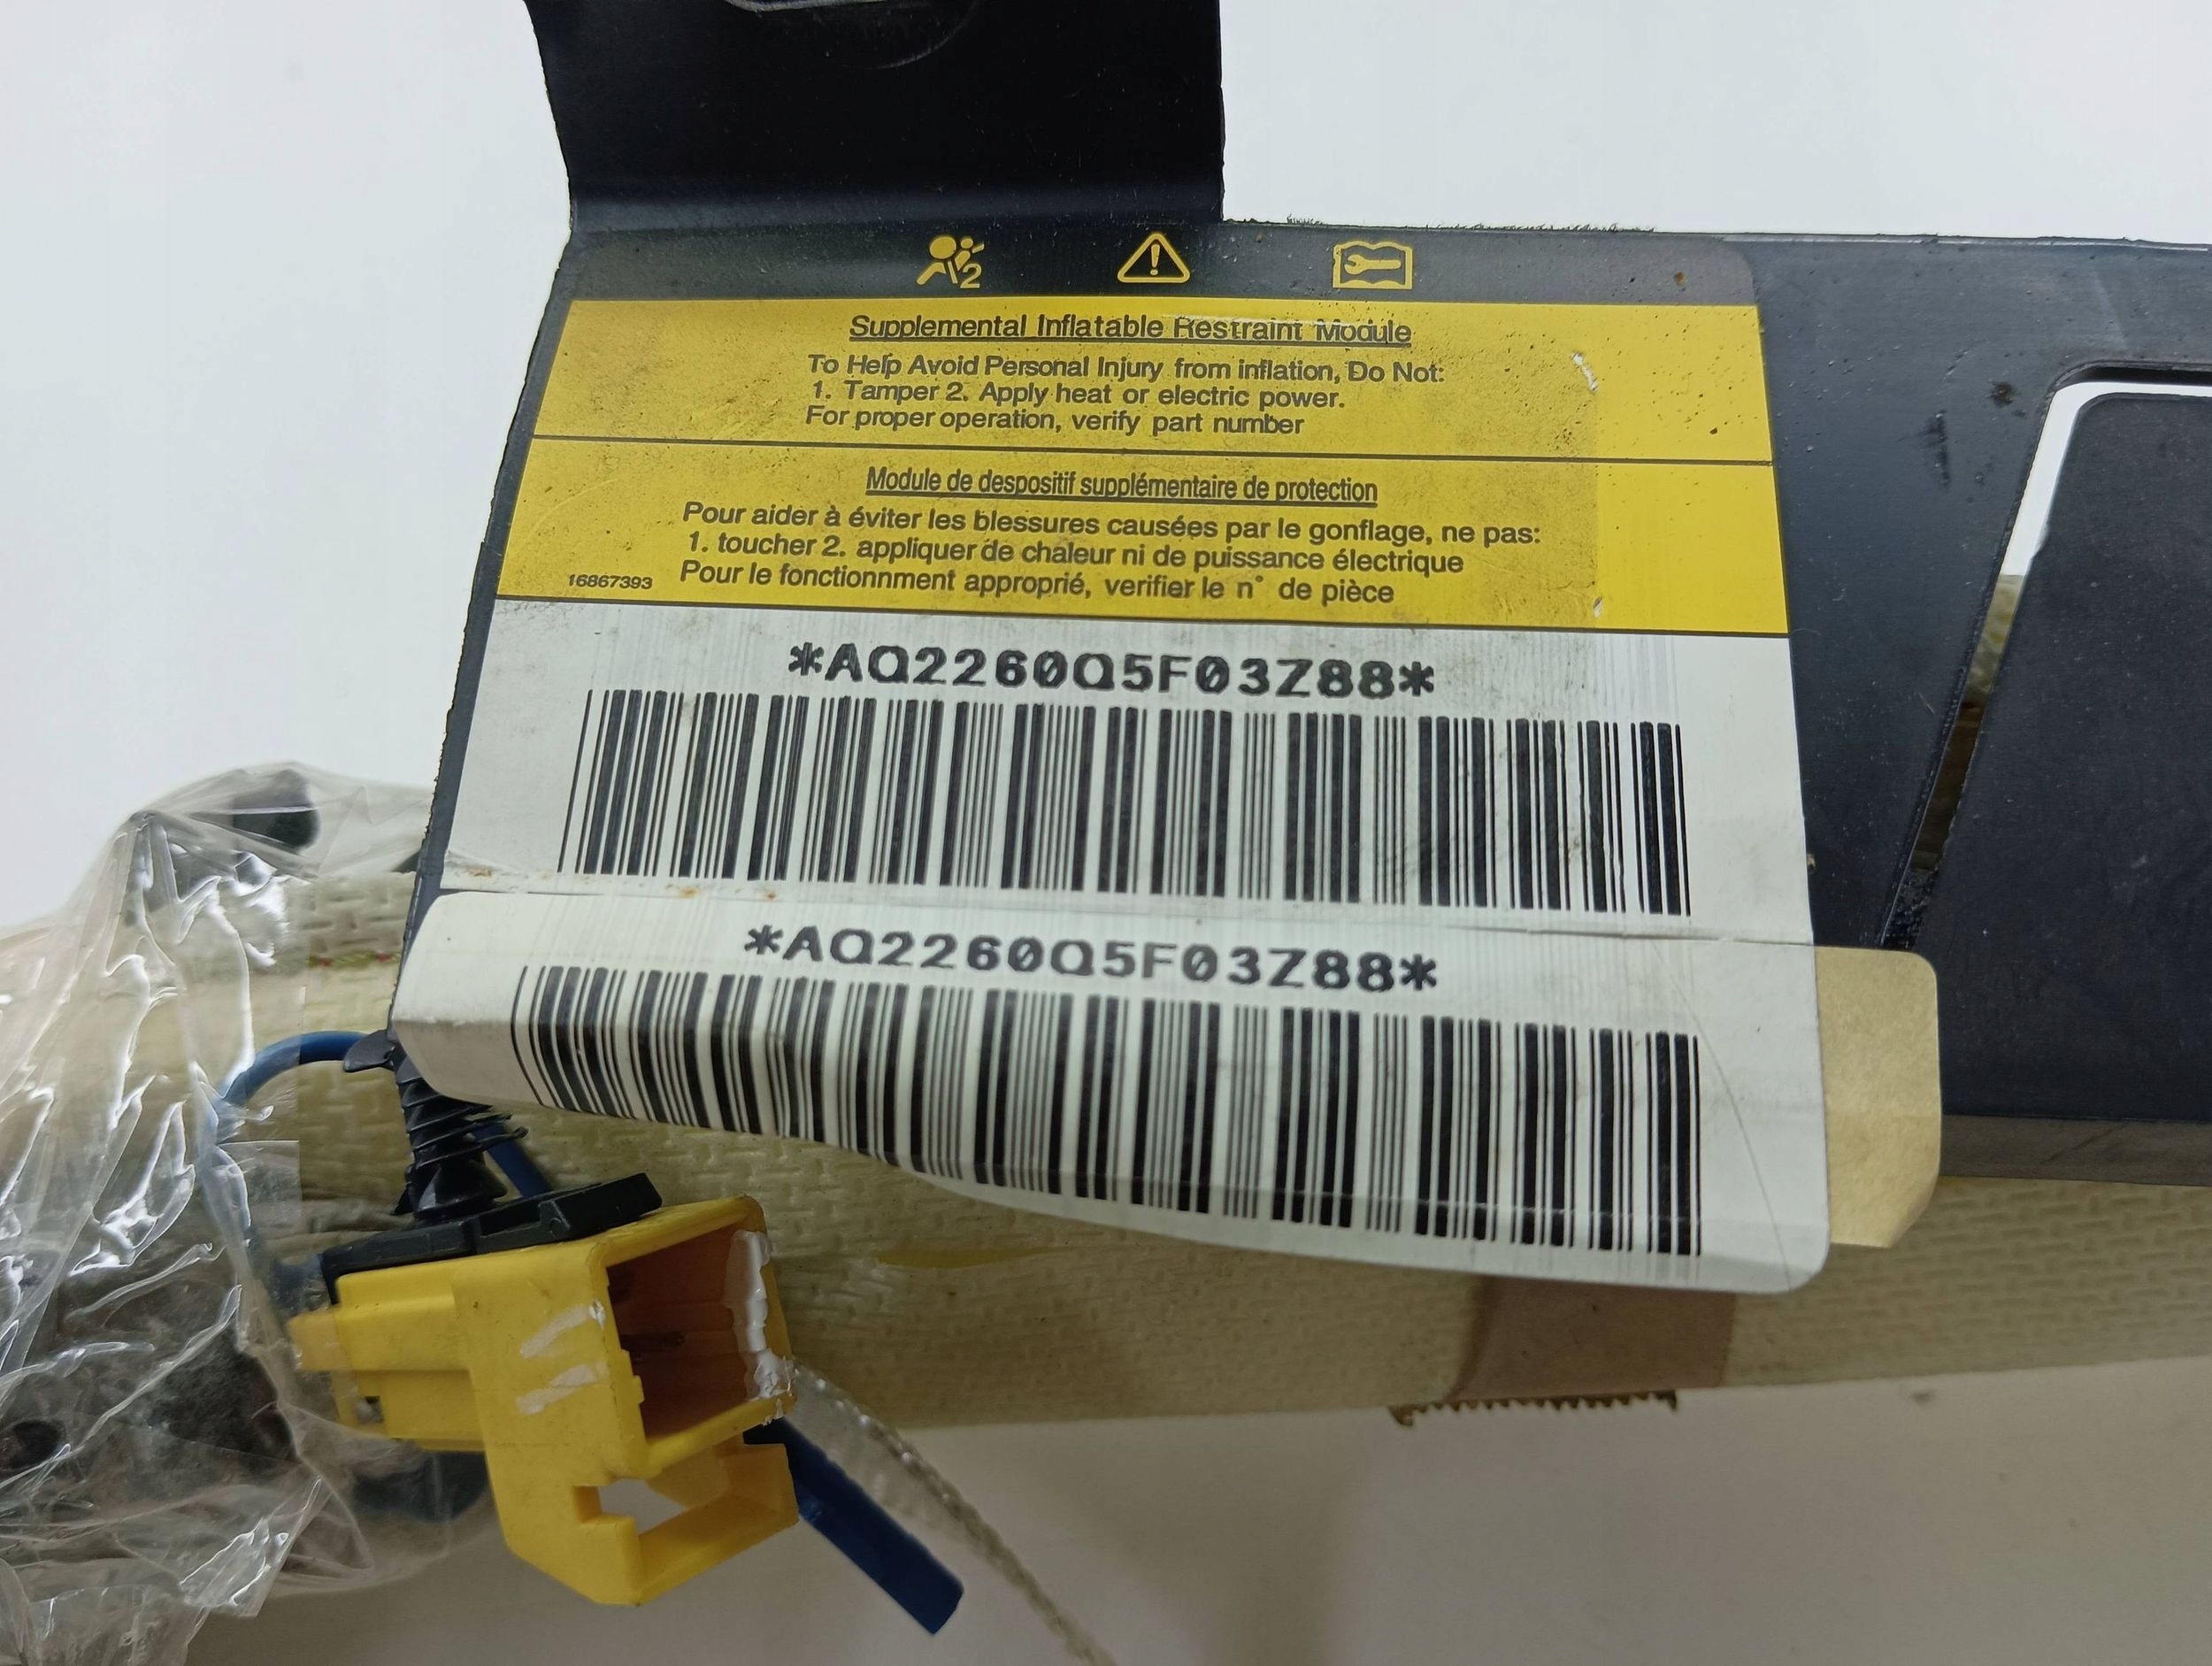 2
Supplemental Inflatable Restraint Module
To Help Avoid Personal Injury from inflation, Do Not:
1. Tamper 2. Apply heat or electric power.
For proper operation, verify part number
Module de despositif supplémentaire de protection
Pour aider à éviter les blessures causées par le gonflage, ne pas:
1. toucher 2. appliquer de chaleur ni de puissance électrique
16867393 Pour le fonctionnment approprié, verifier le n° de pièce
*AQ2260Q5F03Z88*
*AQ2260Q5F03Z88*